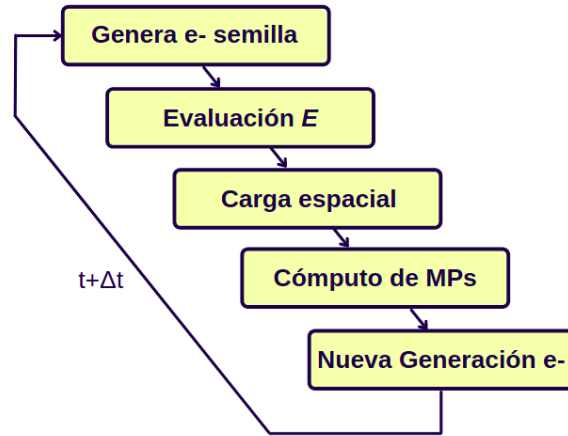 Genera e- semilla
Evaluación E
Carga espacial
Cómputo de MPs
t+Δt
Nueva Generación e-